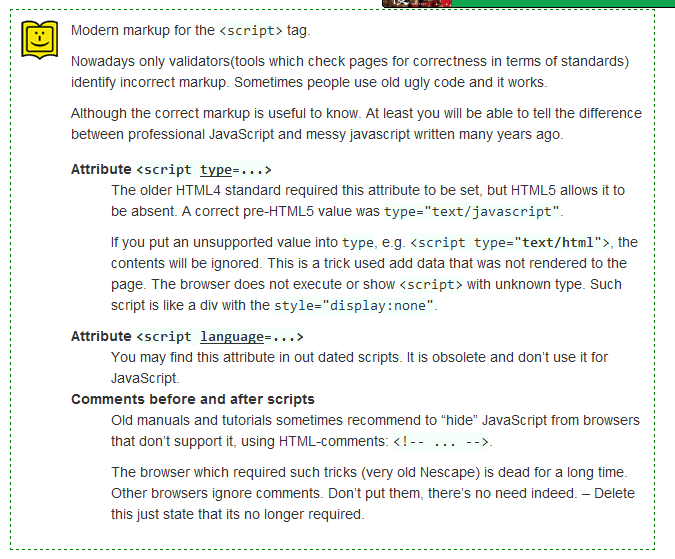 Modern markup for the <script> tag.
Nowadays only validators(tools which check pages for correctness in terms of standards)
identify incorrect markup. Sometimes people use old ugly code and it works.
Although the correct markup is useful to know. At least you will be able to tell the difference
between professional JavaScript and messy javascript written many years ago.
Attribute <script type=...>
The older HTML4 standard required this attribute to be set, but HTML5 allows it to
be absent. A correct pre-HTML5 value was type="text/javascript".
If you put an unsupported value into type, e.g. <script type="text/html">, the
contents will be ignored. This is a trick used add data that was not rendered to the
page. The browser does not execute or show <script> with unknown type. Such
script is like a div with the style="display:none".
Attribute <script language=...>
You may find this attribute in out dated scripts. It is obsolete and don’t use it for
JavaScript.
Comments before and after scripts
Old manuals and tutorials sometimes recommend to “hide” JavaScript from browsers
that don’t support it, using HTML-comments: <!-- ... -->.
The browser which required such tricks (very old Nescape) is dead for a long time.
Other browsers ignore comments. Don’t put them, there’s no need indeed. – Delete
this just state that its no longer required.